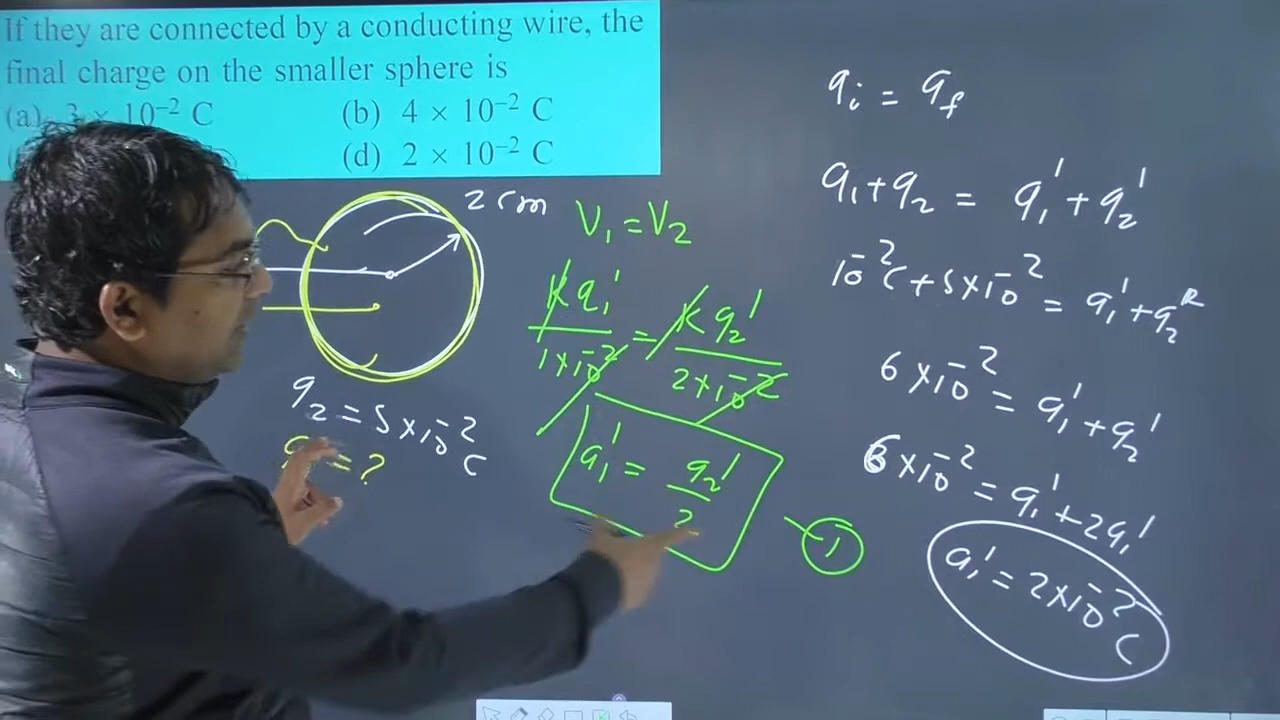 If they are connected by a conducting wire, the
final charge on the smaller sphere is
(a) 3 × 10⁻² C (b) 4 × 10⁻² C
(d) 2 × 10⁻² C
2 cm
q₂ = 5×10⁻² C
= ?
V₁ = V₂
Kq₁'/1×10⁻² = Kq₂'/2×10⁻²
q₁' = q₂'/2
1
qᵢ = q_f
q₁+q₂ = q₁'+q₂'
10⁻²C+5×10⁻² = q₁'+q₂'
6×10⁻² = q₁'+q₂'
6×10⁻² = q₁'+2q₁'
q₁' = 2×10⁻² C